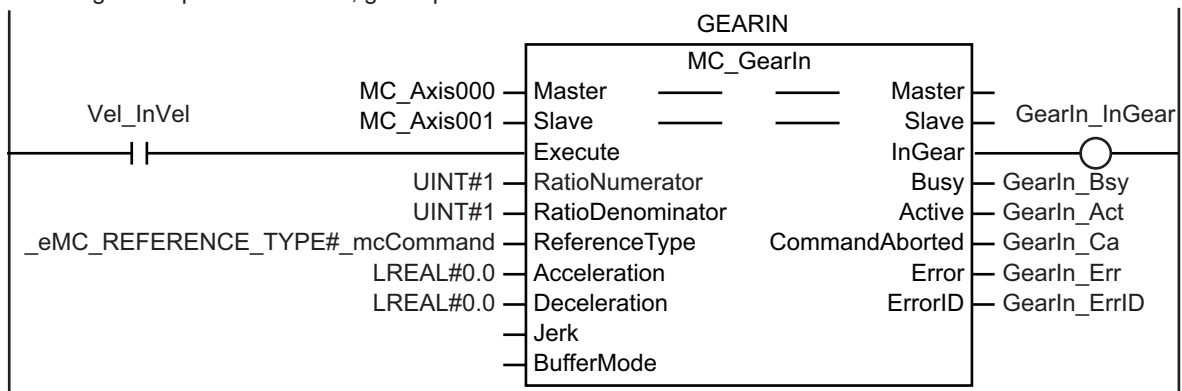 GEARIN
MC_GearIn
MC_Axis000 Master Master
Vel_InVel MC_Axis001 Slave Slave GearIn_InGear
Execute InGear
UINT#1 RatioNumerator Busy GearIn_Bsy
UINT#1 RatioDenominator Active GearIn_Act
_eMC_REFERENCE_TYPE#_mcCommand ReferenceType CommandAborted GearIn_Ca
LREAL#0.0 Acceleration Error GearIn_Err
LREAL#0.0 Deceleration ErrorID GearIn_ErrID
Jerk
BufferMode